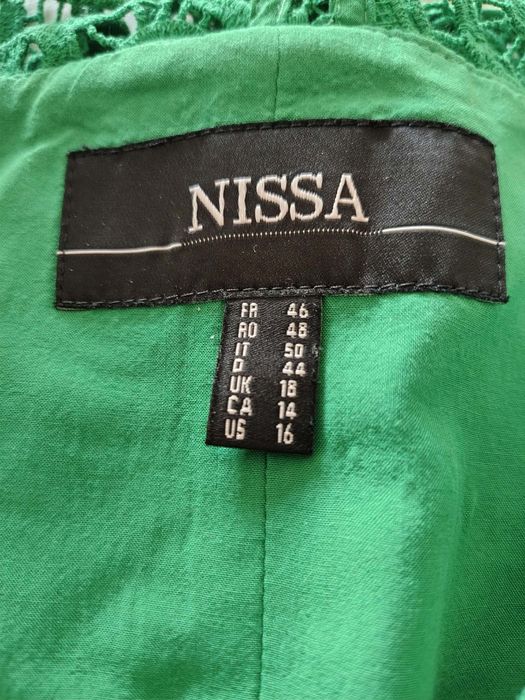 NISSA
FR 46
RO 48
IT 50
D 44
UK 18
CA 14
US 16